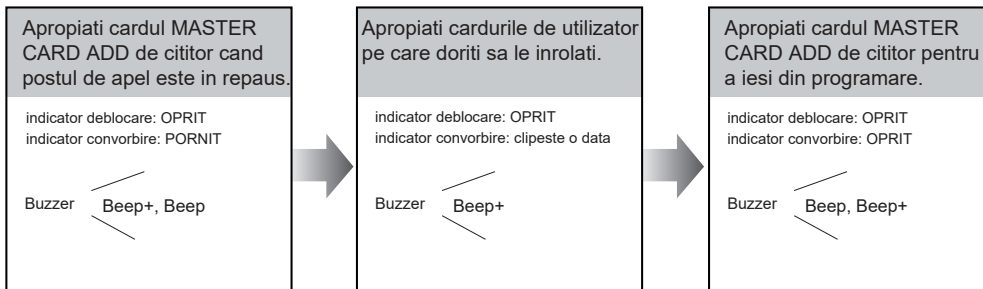 Apropiati cardul MASTER
CARD ADD de cititor cand
postul de apel este in repaus.
indicator deblocare: OPRIT
indicator convorbire: PORNIT
Buzzer
Beep+, Beep
Apropiati cardurile de utilizator
pe care doriti sa le inrolati.
indicator deblocare: OPRIT
indicator convorbire: clipeste o data
Buzzer
Beep+
Apropiati cardul MASTER
CARD ADD de cititor pentru
a iesi din programare.
indicator deblocare: OPRIT
indicator convorbire: OPRIT
Buzzer
Beep, Beep+